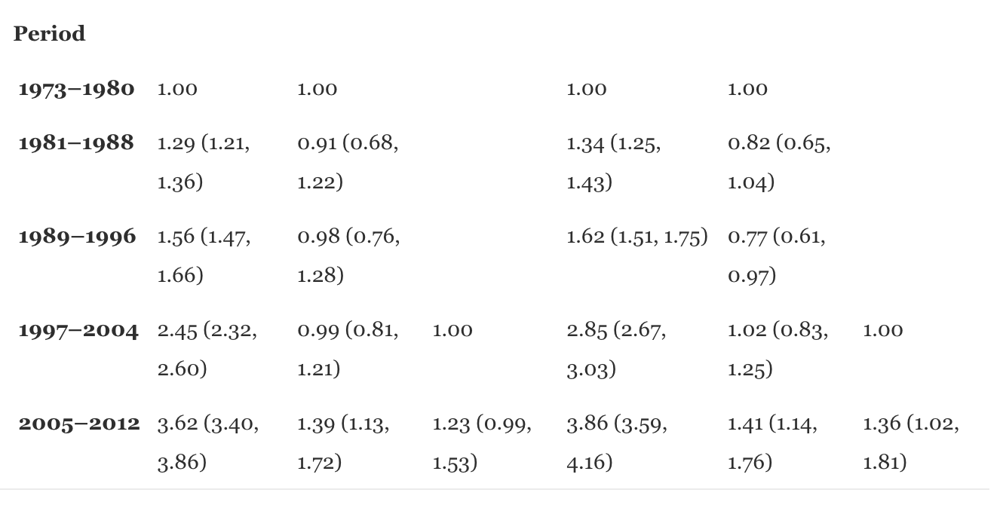 Period
1973–1980 1.00 1.00 1.00 1.00
1981–1988 1.29 (1.21, 0.91 (0.68, 1.34 (1.25, 0.82 (0.65,
1.36) 1.22) 1.43) 1.04)
1989–1996 1.56 (1.47, 0.98 (0.76, 1.62 (1.51, 1.75) 0.77 (0.61,
1.66) 1.28) 0.97)
1997–2004 2.45 (2.32, 0.99 (0.81, 1.00 2.85 (2.67, 1.02 (0.83, 1.00
2.60) 1.21) 3.03) 1.25)
2005–2012 3.62 (3.40, 1.39 (1.13, 1.23 (0.99, 3.86 (3.59, 1.41 (1.14, 1.36 (1.02,
3.86) 1.72) 1.53) 4.16) 1.76) 1.81)